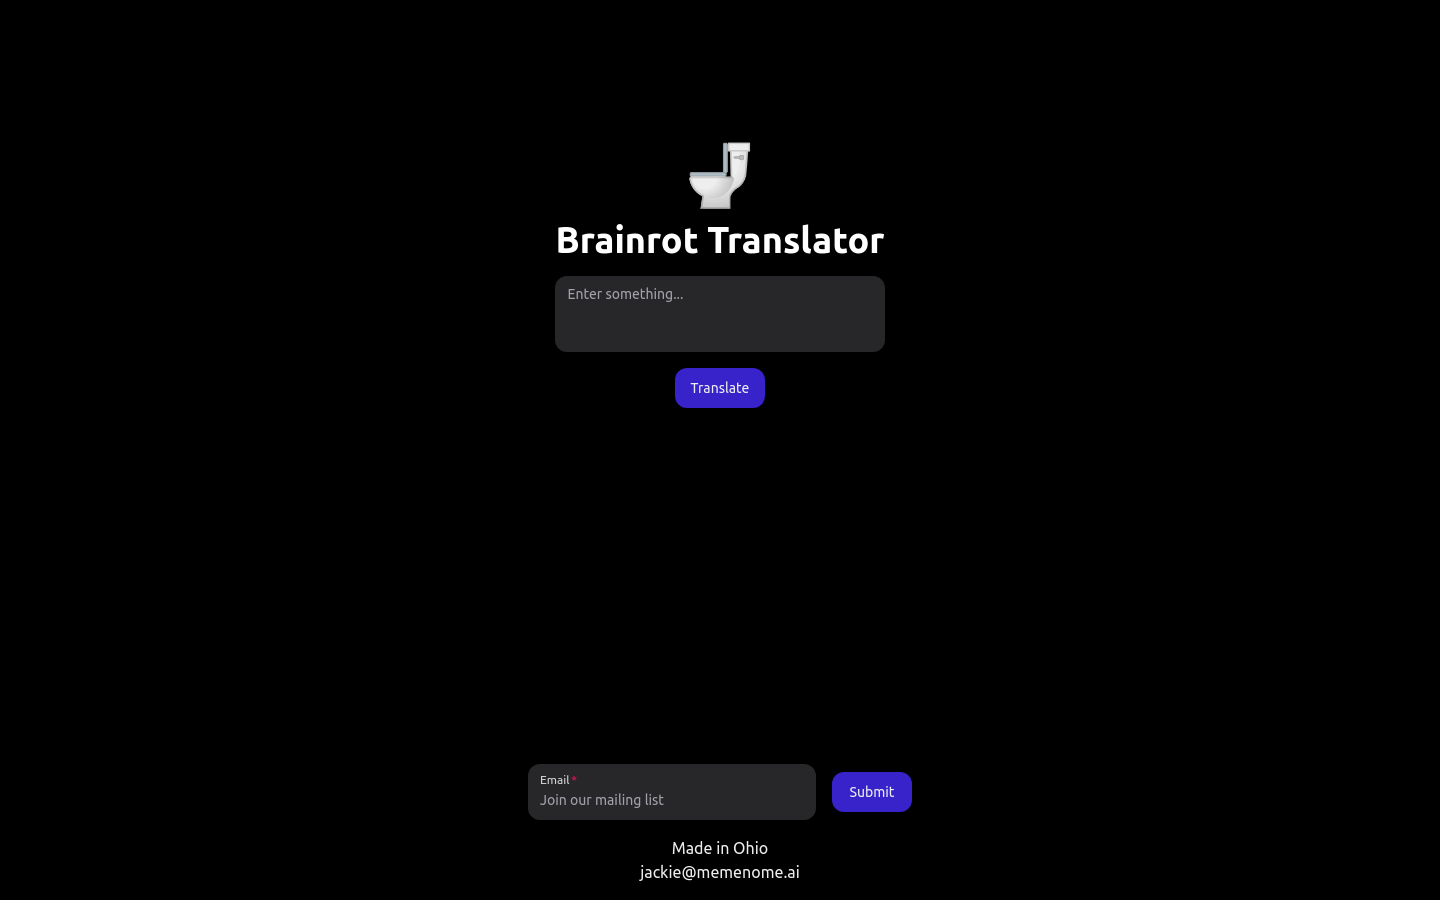 Brainrot Translator
Enter something...
Translate
Email*
Join our mailing list
Submit
Made in Ohio
jackie@memenome.ai